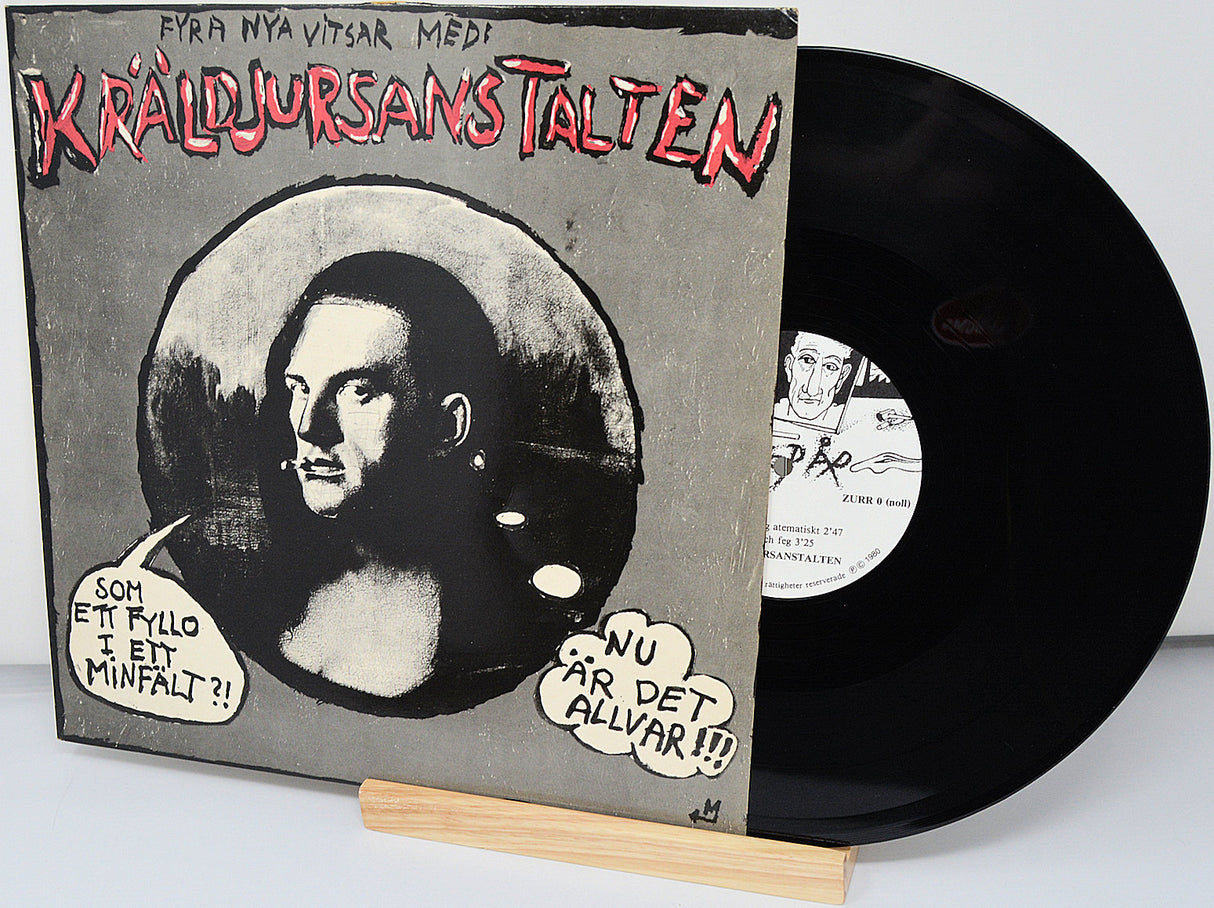 FYRA NYA VITSAR MED:
KRÄLDJURSANSTALTEN
SOM
ETT FYLLO
I ETT
MINFÄLT?!
NU
ÄR DET
ALLVAR!!!
M
DÅD
ZURR 0 (noll)
g atematiskt 2'47
ch feg 3'25
RSANSTALTEN
rättigheter reserverade ℗ © 1980